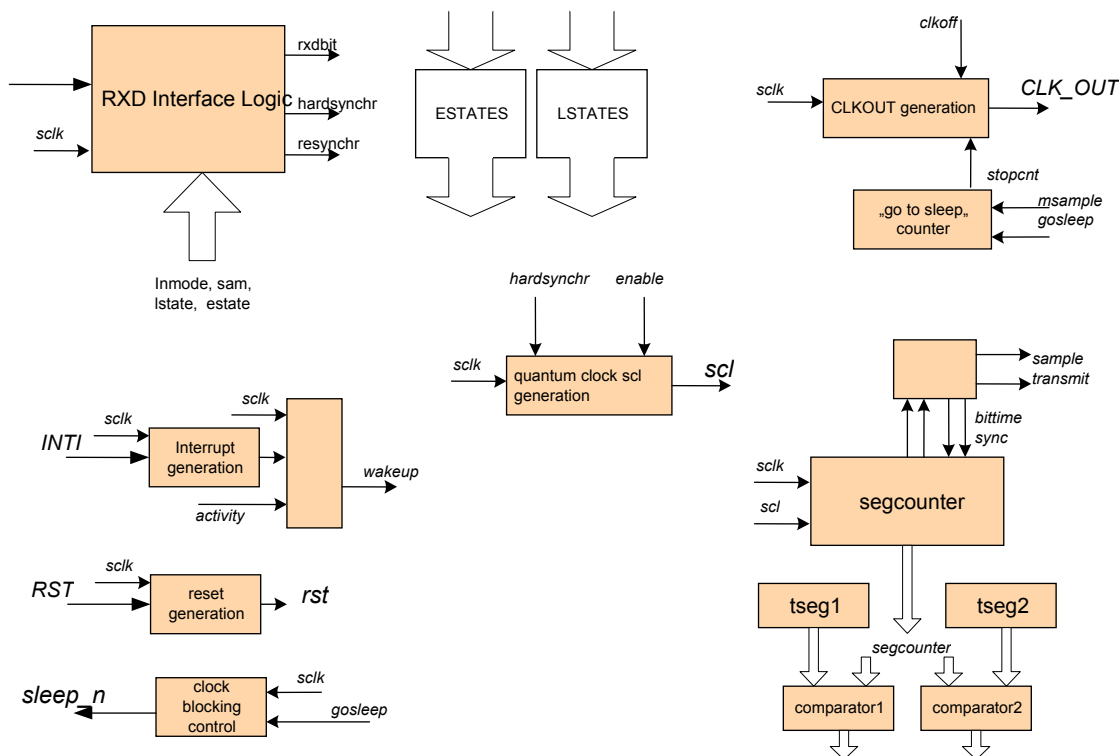 clkoff
rxdbit
RXD Interface Logic
sclk
CLK_OUT
ESTATES
LSTATES
CLKOUT generation
hardsynchr
sclk
resynchr
stopcnt
„go to sleep„
counter
msample
gosleep
Inmode, sam,
lstate, estate
hardsynchr
enable
sclk
quantum clock scl
generation
scl
sample
transmit
bittime
sync
sclk
sclk
INTI
Interrupt
generation
wakeup
activity
sclk
segcounter
scl
sclk
RST
reset
generation
rst
tseg1
tseg2
segcounter
sleep_n
clock
blocking
control
sclk
gosleep
comparator1
comparator2